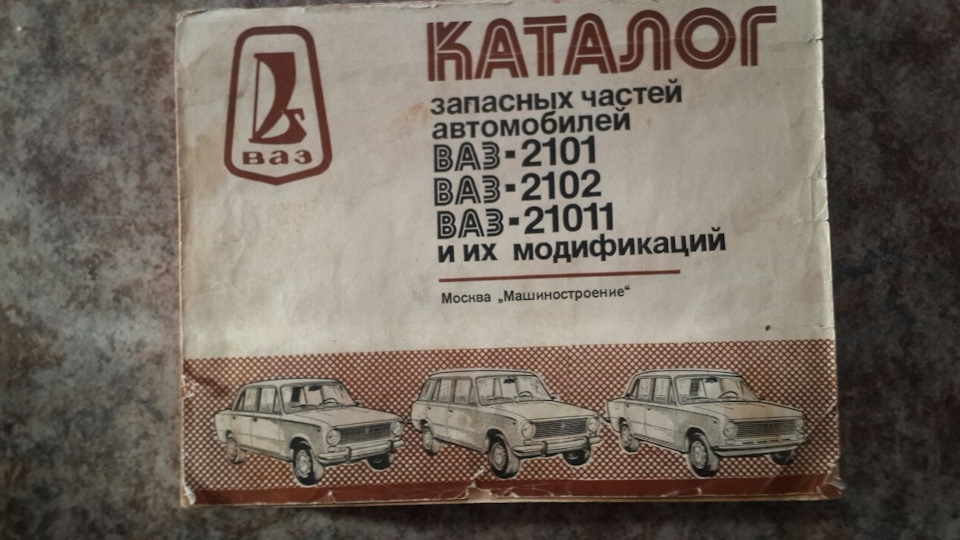 ваз
КАТАЛОГ
запасных частей
автомобилей
ВАЗ-2101
ВАЗ-2102
ВАЗ-21011
и их модификаций
Москва „Машиностроение“